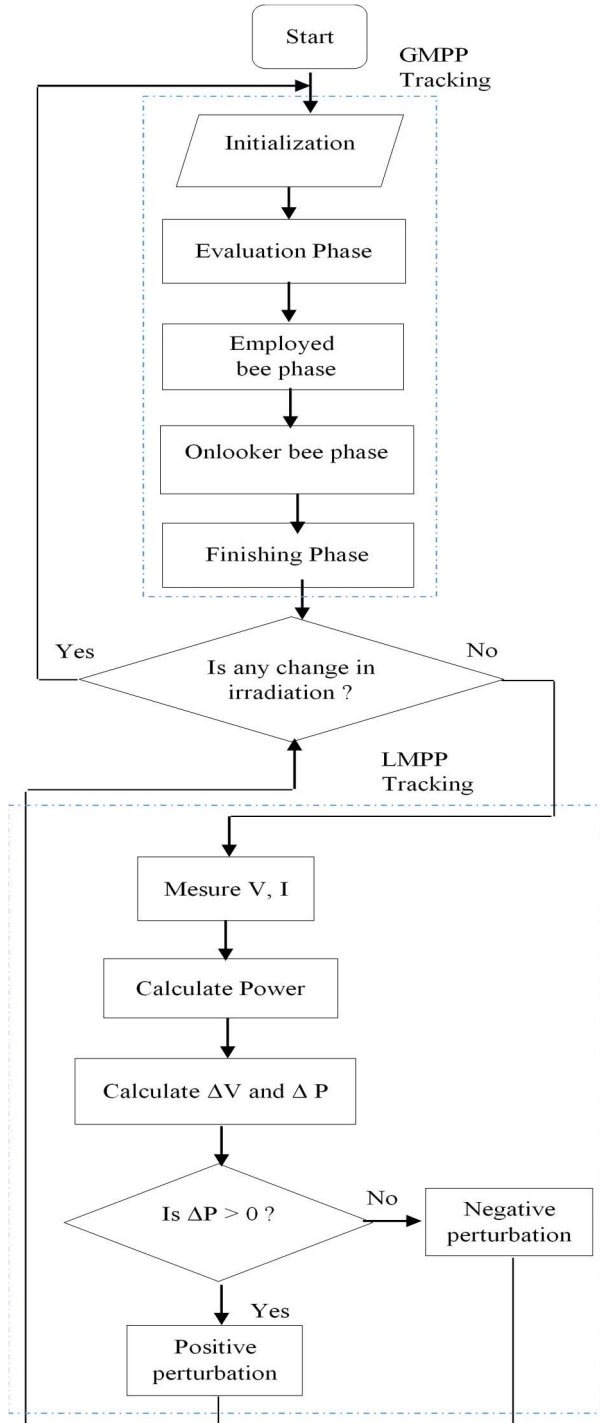 Start
GMPP
Tracking
Initialization
Evaluation Phase
Employed
bee phase
Onlooker bee phase
Finishing Phase
Yes
No
Is any change in
irradiation ?
LMPP
Tracking
Mesure V, I
Calculate Power
Calculate ΔV and Δ P
Is ΔP > 0 ?
No
Negative
perturbation
Yes
Positive
perturbation